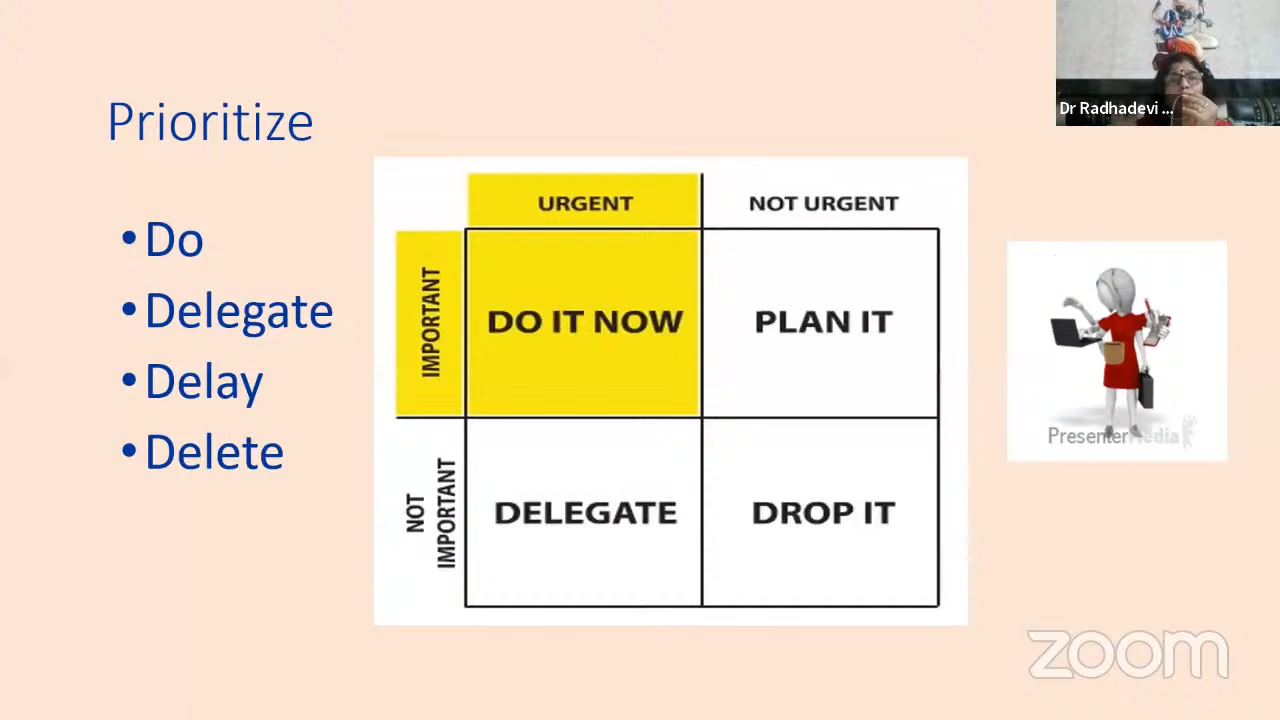 Dr Radhadevi ...
Prioritize
• Do
• Delegate
• Delay
• Delete
URGENT
NOT URGENT
IMPORTANT
DO IT NOW
PLAN IT
NOT
IMPORTANT
DELEGATE
DROP IT
PresenterMedia
zoom